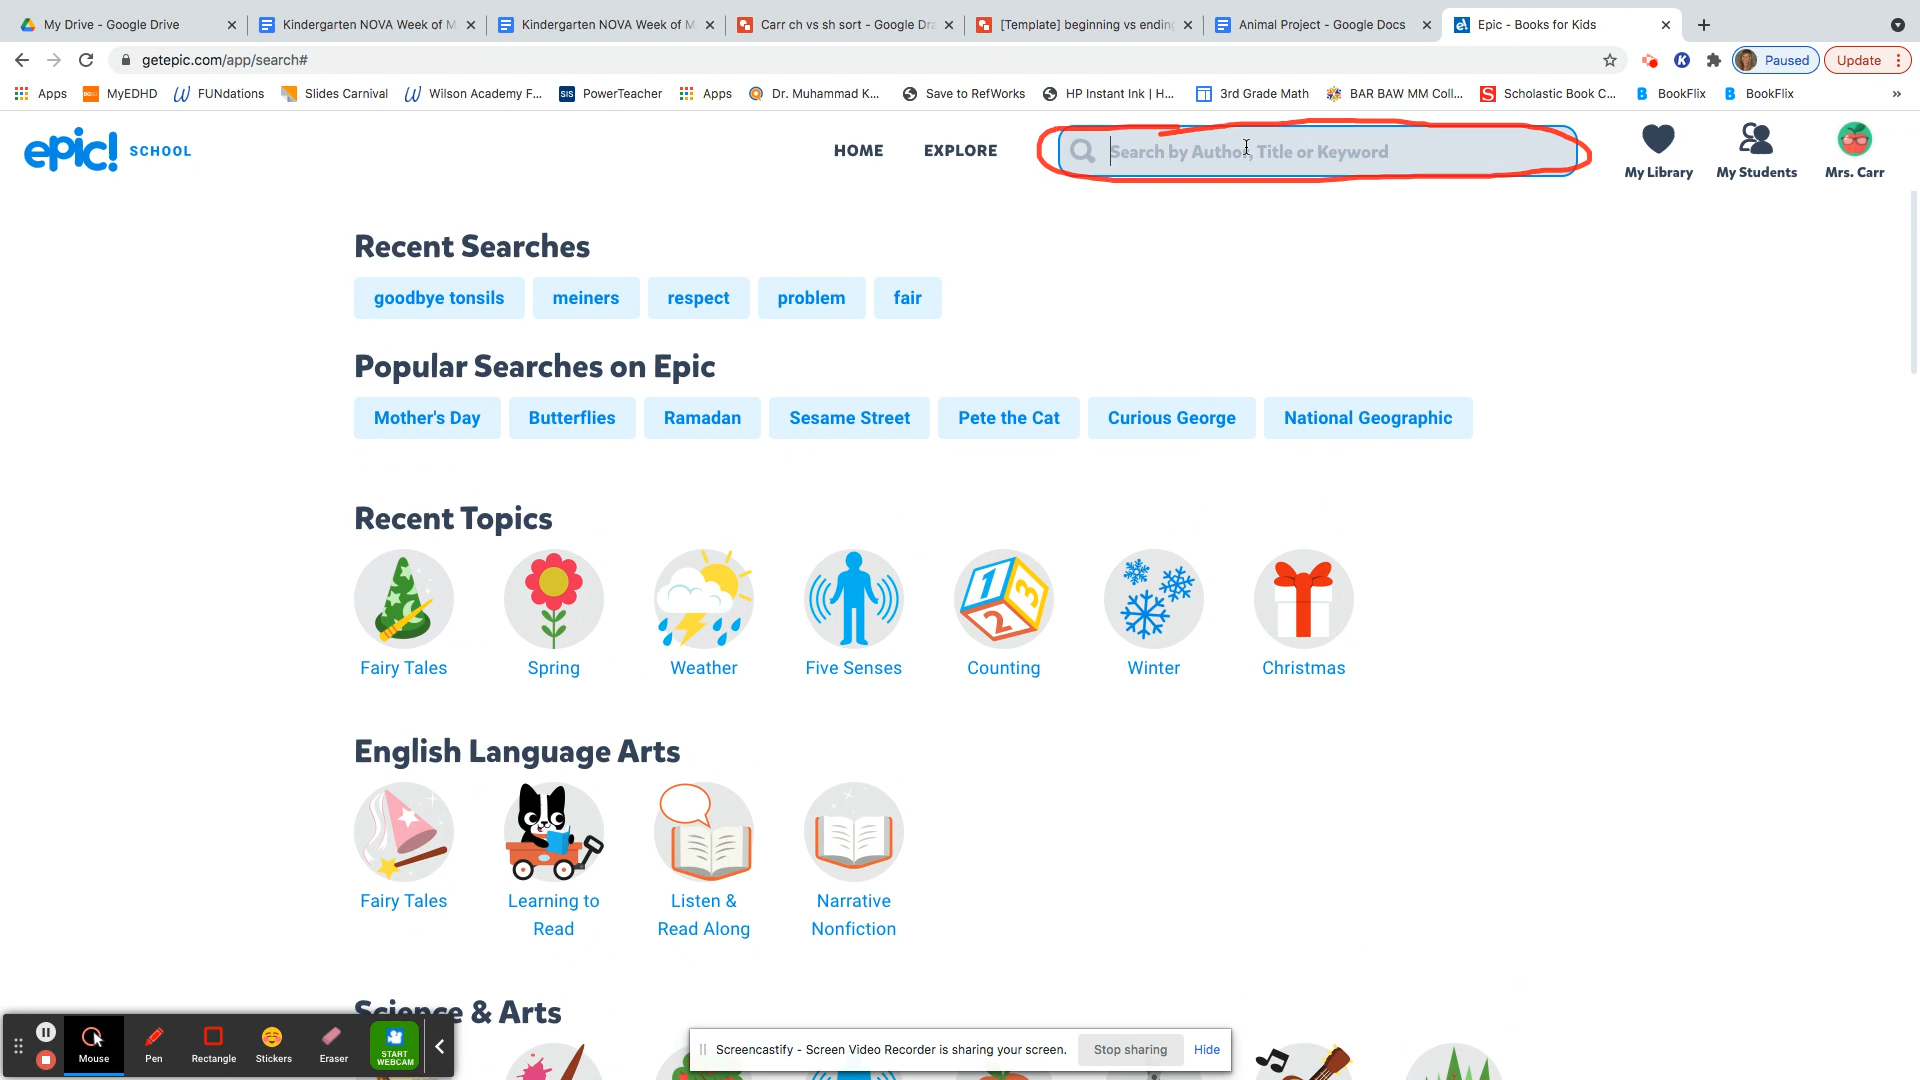 My Drive - Google Drive
Kindergarten NOVA Week of M
Kindergarten NOVA Week of M
Carr ch vs sh sort - Google Dra
[Template] beginning vs ending
Animal Project - Google Docs
Epic - Books for Kids
getepic.com/app/search#
Paused
Update
Apps
MyEDHD
FUNdations
Slides Carnival
Wilson Academy F...
PowerTeacher
Apps
Dr. Muhammad K...
Save to RefWorks
HP Instant Ink | H...
3rd Grade Math
BAR BAW MM Coll...
Scholastic Book C...
BookFlix
BookFlix
epic! SCHOOL
HOME
EXPLORE
Search by Author, Title or Keyword
My Library
My Students
Mrs. Carr
Recent Searches
goodbye tonsils
meiners
respect
problem
fair
Popular Searches on Epic
Mother's Day
Butterflies
Ramadan
Sesame Street
Pete the Cat
Curious George
National Geographic
Recent Topics
1 2 3
Fairy Tales
Spring
Weather
Five Senses
Counting
Winter
Christmas
English Language Arts
Fairy Tales
Learning to
Read
Listen &
Read Along
Narrative
Nonfiction
Science & Arts
Mouse
Pen
Rectangle
Stickers
Eraser
START
WEBCAM
Screencastify - Screen Video Recorder is sharing your screen.
Stop sharing
Hide